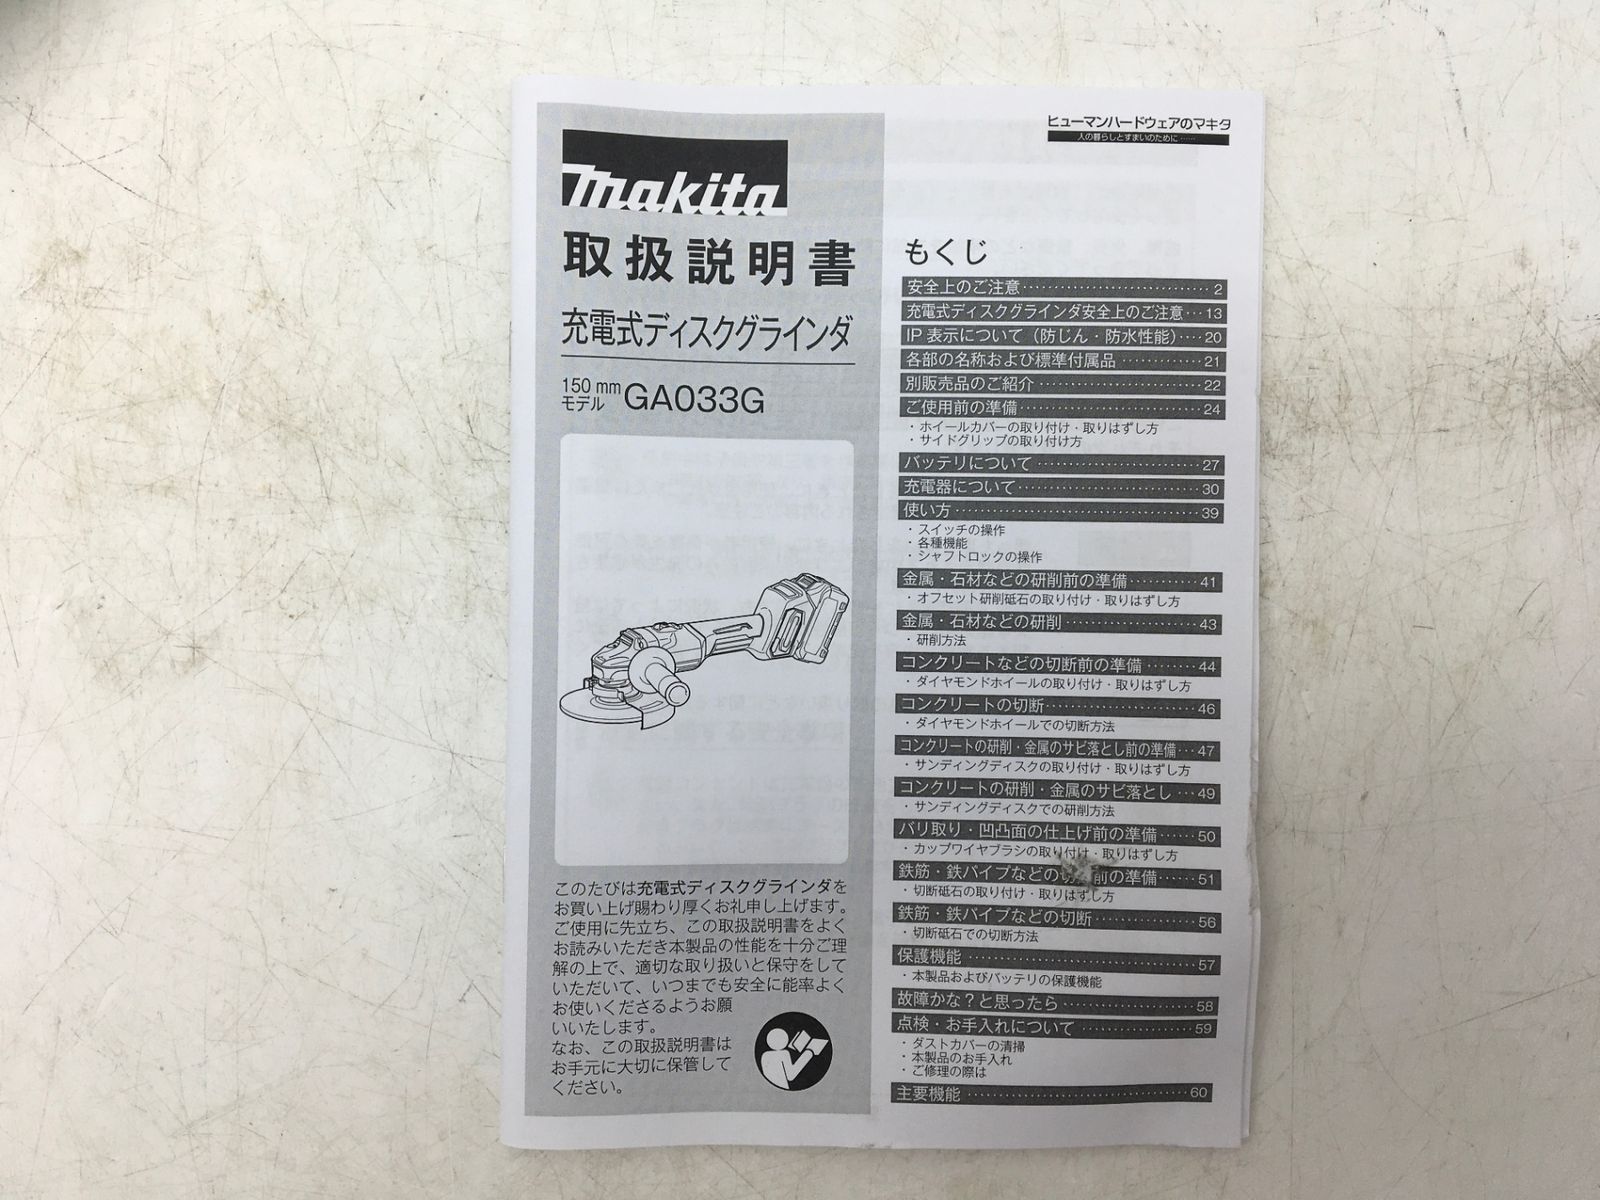 makita
取扱説明書
充電式ディスクグラインダ
150 mm
モデル GA033G
このたびは充電式ディスクグラインダを
お買い上げ賜わり厚くお礼申し上げます。
ご使用に先立ち、この取扱説明書をよく
お読みいただき本製品の性能を十分ご理
解の上で、適切な取り扱いと保守をして
いただいて、いつまでも安全に能率よく
お使いくださるようお願
いいたします。
なお、この取扱説明書は
お手元に大切に保管して
ください。
ヒューマンハードウェアのマキタ
人の暮らしとすまいのために……
もくじ
安全上のご注意 2
充電式ディスクグラインダ安全上のご注意 13
IP 表示について（防じん・防水性能） 20
各部の名称および標準付属品 21
別販売品のご紹介 22
ご使用前の準備 24
・ホイールカバーの取り付け・取りはずし方
・サイドグリップの取り付け方
バッテリについて 27
充電器について 30
使い方 39
・スイッチの操作
・各種機能
・シャフトロックの操作
金属・石材などの研削前の準備 41
・オフセット研削砥石の取り付け・取りはずし方
金属・石材などの研削 43
・研削方法
コンクリートなどの切断前の準備 44
・ダイヤモンドホイールの取り付け・取りはずし方
コンクリートの切断 46
・ダイヤモンドホイールでの切断方法
コンクリートの研削・金属のサビ落とし前の準備 47
・サンディングディスクの取り付け・取りはずし方
コンクリートの研削・金属のサビ落とし 49
・サンディングディスクでの研削方法
バリ取り・凹凸面の仕上げ前の準備 50
・カップワイヤブラシの取り付け・取りはずし方
鉄筋・鉄パイプなどの切断前の準備 51
・切断砥石の取り付け・取りはずし方
鉄筋・鉄パイプなどの切断 56
・切断砥石での切断方法
保護機能 57
・本製品およびバッテリの保護機能
故障かな？と思ったら 58
点検・お手入れについて 59
・ダストカバーの清掃
・本製品のお手入れ
・ご修理の際は
主要機能 60